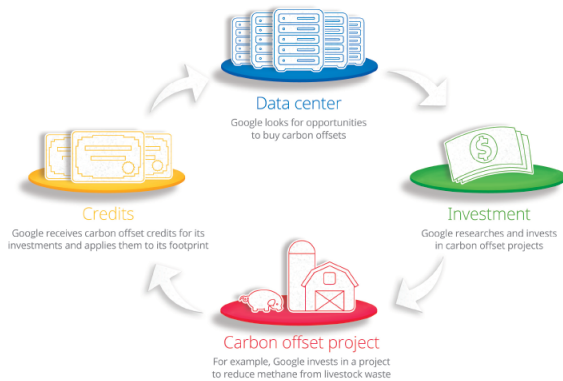 Data center
Google looks for opportunities
to buy carbon offsets
Credits
Google receives carbon offset credits for its
investments and applies them to its footprint
$
Investment
Google researches and invests
in carbon offset projects
Carbon offset project
For example, Google invests in a project
to reduce methane from livestock waste